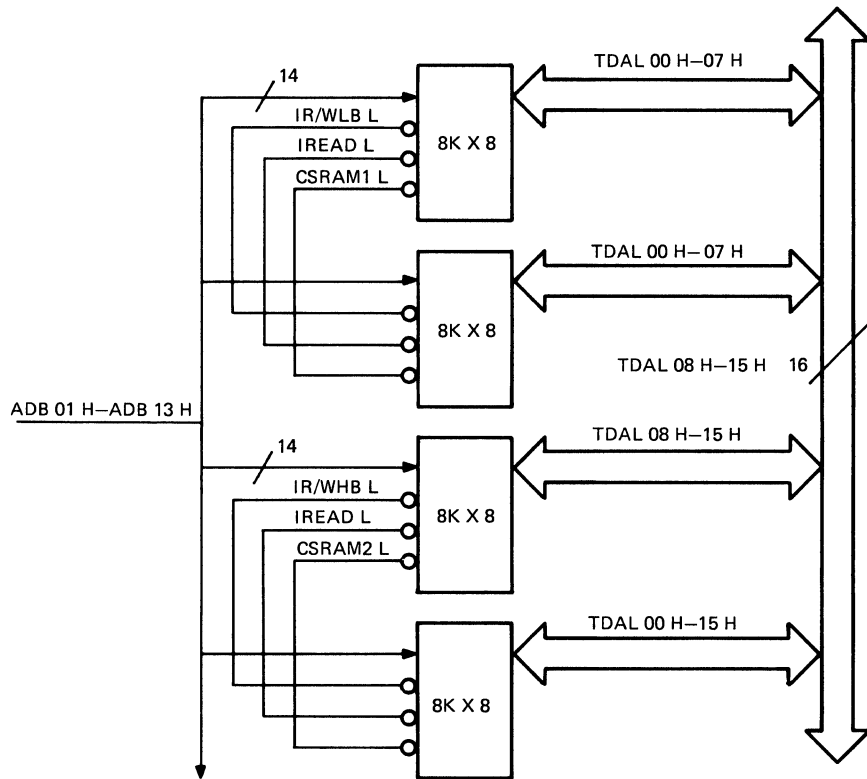 TDAL 00 H–07 H
14
IR/WLB L
IREAD L
CSRAM1 L
8K X 8
TDAL 00 H–07 H
8K X 8
TDAL 08 H–15 H 16
ADB 01 H–ADB 13 H
14
TDAL 08 H–15 H
IR/WHB L
IREAD L
CSRAM2 L
8K X 8
TDAL 00 H–15 H
8K X 8